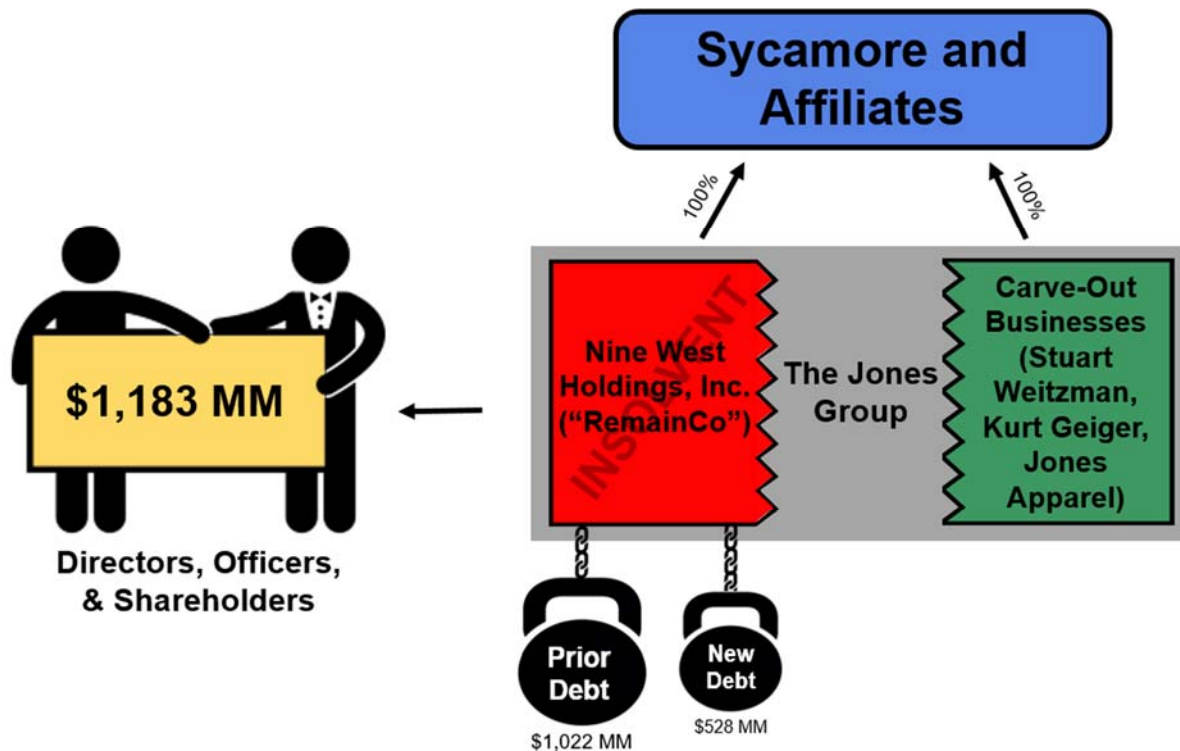 Sycamore and
Affiliates
100%
100%
$1,183 MM
Directors, Officers,
& Shareholders
INSOLVENT
Nine West
Holdings, Inc.
(“RemainCo”)
The Jones
Group
Carve-Out
Businesses
(Stuart
Weitzman,
Kurt Geiger,
Jones
Apparel)
Prior
Debt
$1,022 MM
New
Debt
$528 MM